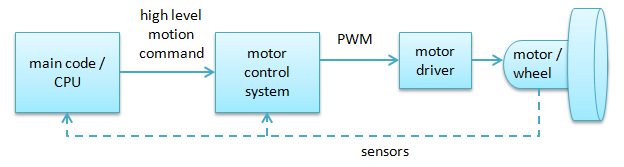 main code /
CPU
high level
motion
command
motor
control
system
PWM
motor
driver
motor /
wheel
sensors